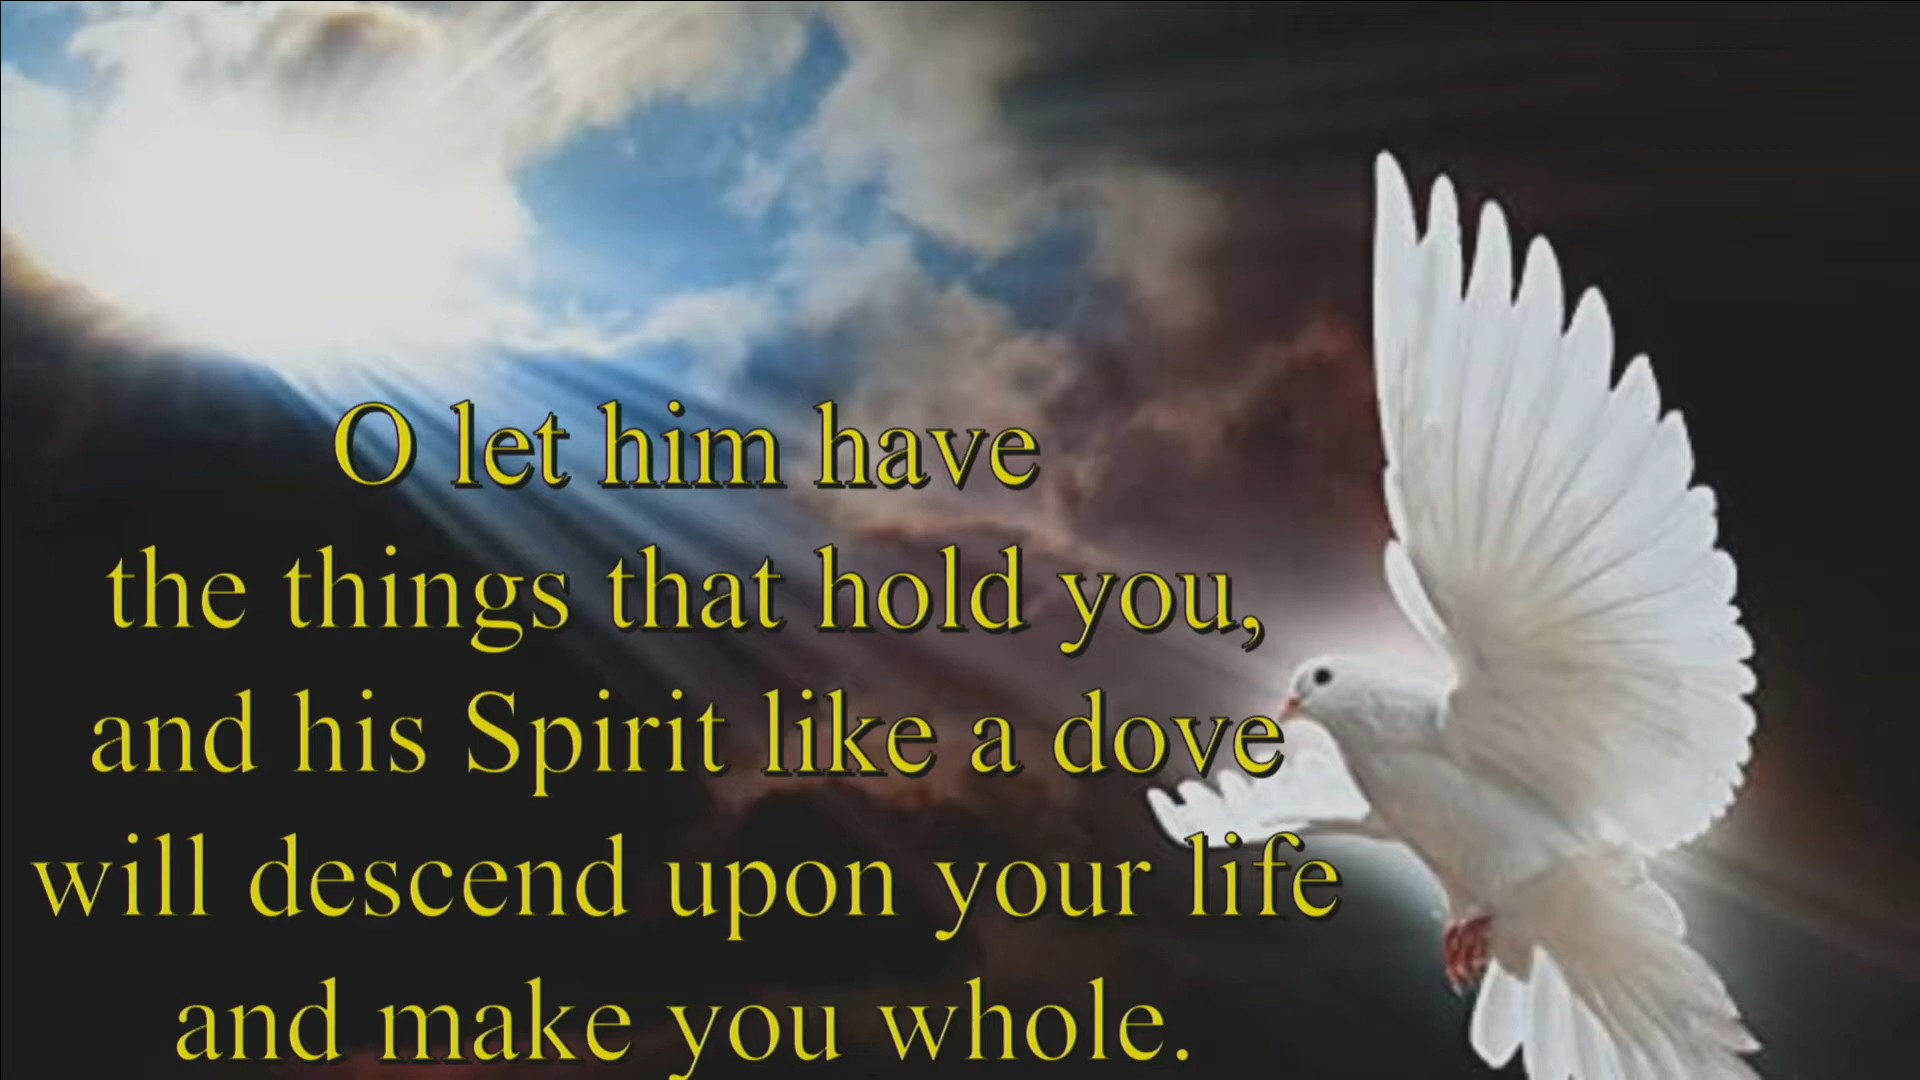 O let him have
the things that hold you,
and his Spirit like a dove
will descend upon your life
and make you whole.